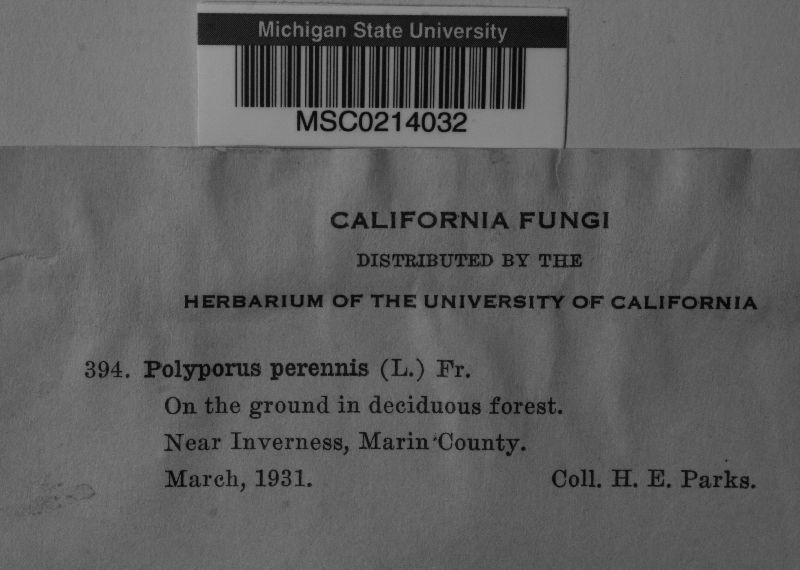 Michigan State University
MSC0214032
CALIFORNIA FUNGI
DISTRIBUTED BY THE
HERBARIUM OF THE UNIVERSITY OF CALIFORNIA
394. Polyporus perennis (L.) Fr.
On the ground in deciduous forest.
Near Inverness, Marin County.
March, 1931. Coll. H. E. Parks.